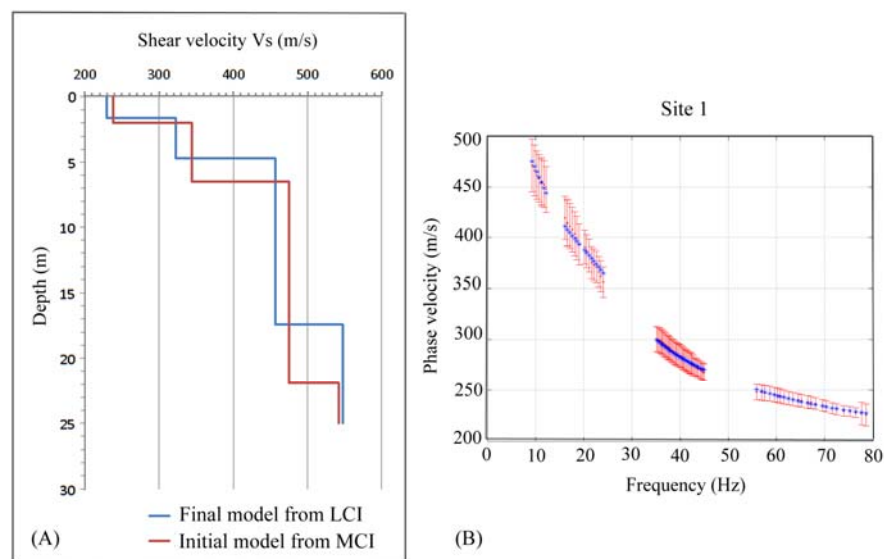 Shear velocity Vs (m/s)
200 300 400 500 600
0
5
10
15
20
25
30
Depth (m)
Final model from LCI
Initial model from MCI
(A)
Site 1
500
450
400
350
300
250
200
Phase velocity (m/s)
0 10 20 30 40 50 60 70 80
Frequency (Hz)
(B)